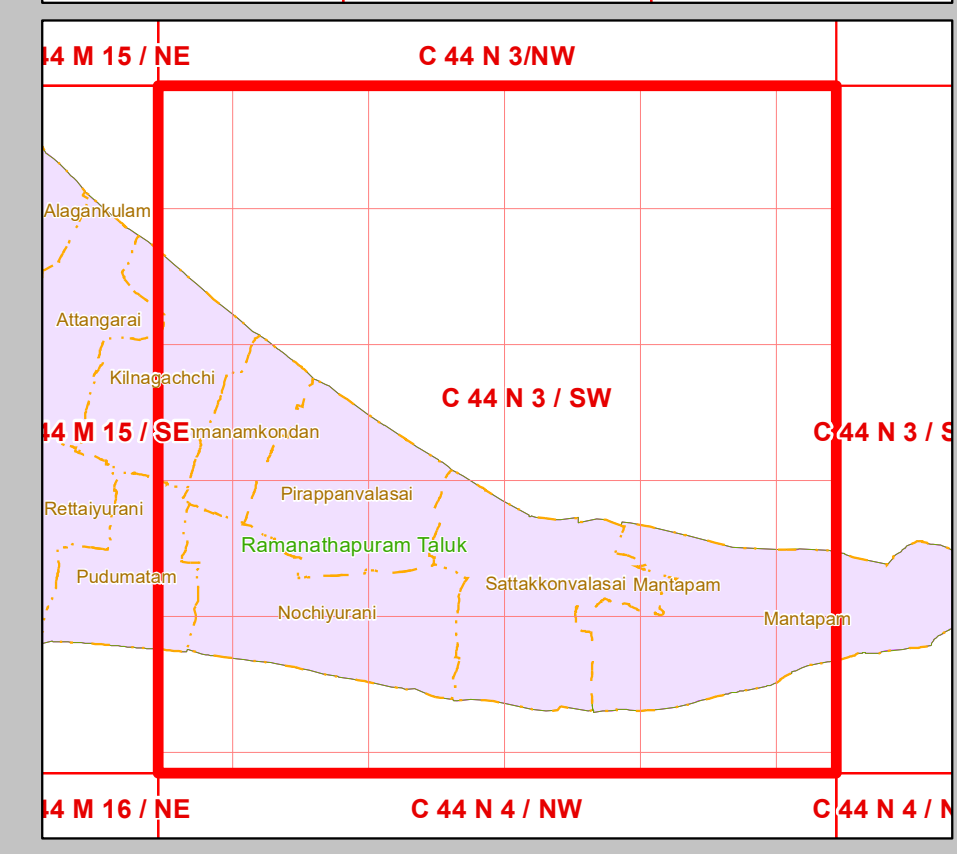 44 M 15 / NE
C 44 N 3/NW
Alagankulam
Attangarai
Kilnagachchi
C 44 N 3 / SW
44 M 15 / SE
nmanamkondan
C 44 N 3 / S
Pirappanvalasai
Rettaiyurani
Ramanathapuram Taluk
Pudumatam
Sattakkonvalasai
Mantapam
Nochiyurani
Mantapam
44 M 16 / NE
C 44 N 4 / NW
C 44 N 4 / N